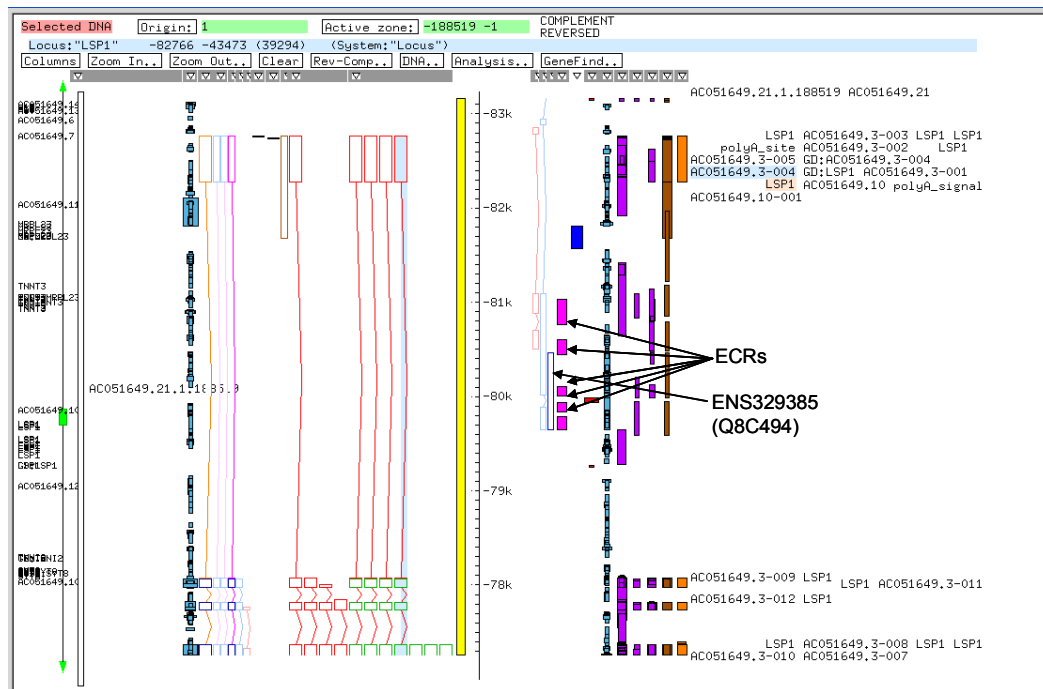 Selected DNA Origin: 1 Active zone: -188519 -1 COMPLEMENT
REVERSED
Locus:"LSP1" -82766 -43473 (39294) (System:"Locus")
Columns Zoom In.. Zoom Out.. Clear Rev-Comp.. DNA.. Analysis.. GeneFind..
AC051649.21.1.188519 AC051649.21
-83k
AC051649.6
AC051649.7
LSP1 AC051649.3-003 LSP1 LSP1
polyA_site AC051649.3-002 LSP1
AC051649.3-005 GD:AC051649.3-004
AC051649.3-004 GD:LSP1 AC051649.3-001
LSP1 AC051649.10 polyA_signal
AC051649.10-001
AC051649.11
-82k
TNNT3
-81k
TNNT3
ECRs
AC051649.21.1.
-80k
ENS329385
(Q8C494)
AC051649.10
LSP1
LSP1
LSP1
AC051649.12
-79k
AC051649.10
-78k
AC051649.3-009 LSP1
LSP1 AC051649.3-011
AC051649.3-012 LSP1
LSP1 AC051649.3-008 LSP1 LSP1
AC051649.3-010 AC051649.3-007